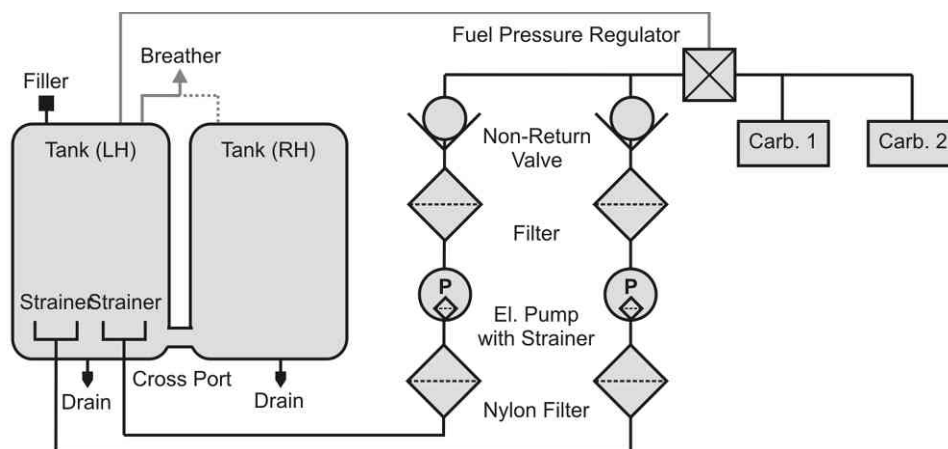 Fuel Pressure Regulator
Breather
Filler
Tank (LH)
Tank (RH)
Non-Return
Valve
Carb. 1
Carb. 2
Filter
Strainer
Strainer
P
P
El. Pump
with Strainer
Cross Port
Drain
Drain
Nylon Filter